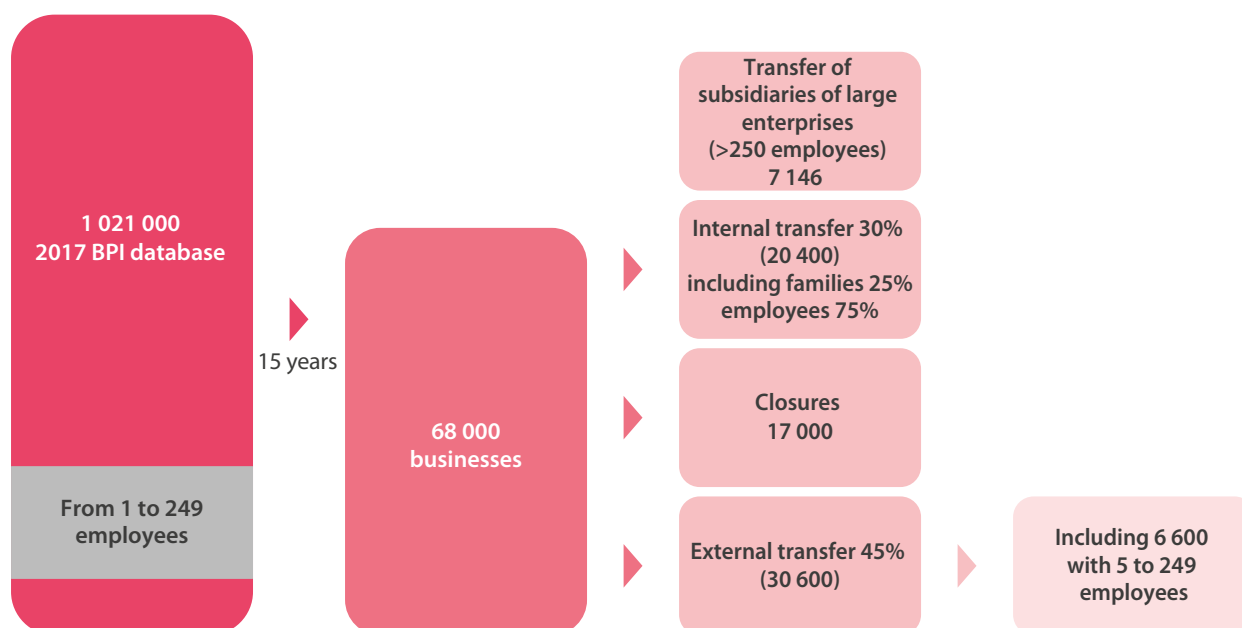 1 021 000
2017 BPI database
From 1 to 249
employees
15 years
68 000
businesses
Transfer of
subsidiaries of large
enterprises
(>250 employees)
7 146
Internal transfer 30%
(20 400)
including families 25%
employees 75%
Closures
17 000
External transfer 45%
(30 600)
Including 6 600
with 5 to 249
employees